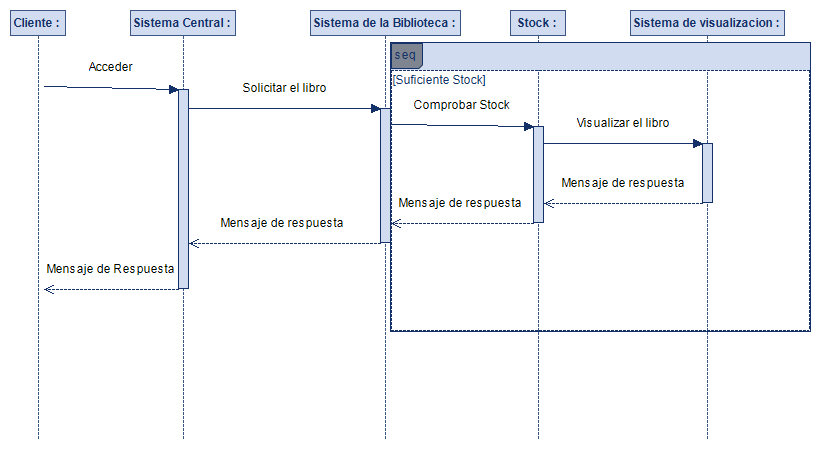 Cliente :
Sistema Central :
Sistema de la Biblioteca :
Stock :
Sistema de visualizacion :
seq
[Suficiente Stock]
Acceder
Solicitar el libro
Comprobar Stock
Visualizar el libro
Mensaje de respuesta
Mensaje de respuesta
Mensaje de respuesta
Mensaje de Respuesta